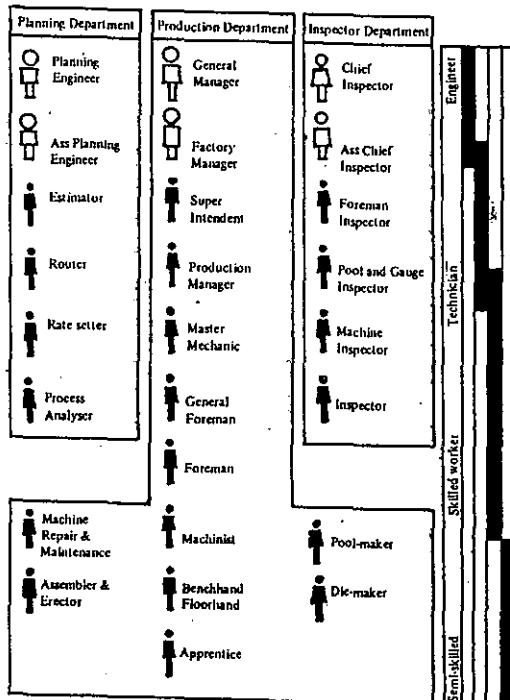 Planning Department
Planning
Engineer
Ass Planning
Engineer
Estimator
Router
Rate setter
Process
Analyser
Production Department
General
Manager
Factory
Manager
Super
Intendent
Production
Manager
Master
Mechanic
General
Foreman
Foreman
Machinist
Benchhand
Floorhand
Apprentice
Inspector Department
Chief
Inspector
Ass Chief
Inspector
Foreman
Inspector
Pool and Gauge
Inspector
Machine
Inspector
Inspector
Machine
Repair &
Maintenance
Assembler &
Erector
Pool-maker
Die-maker
Engineer
Technician
Skilled worker
Semi-skilled